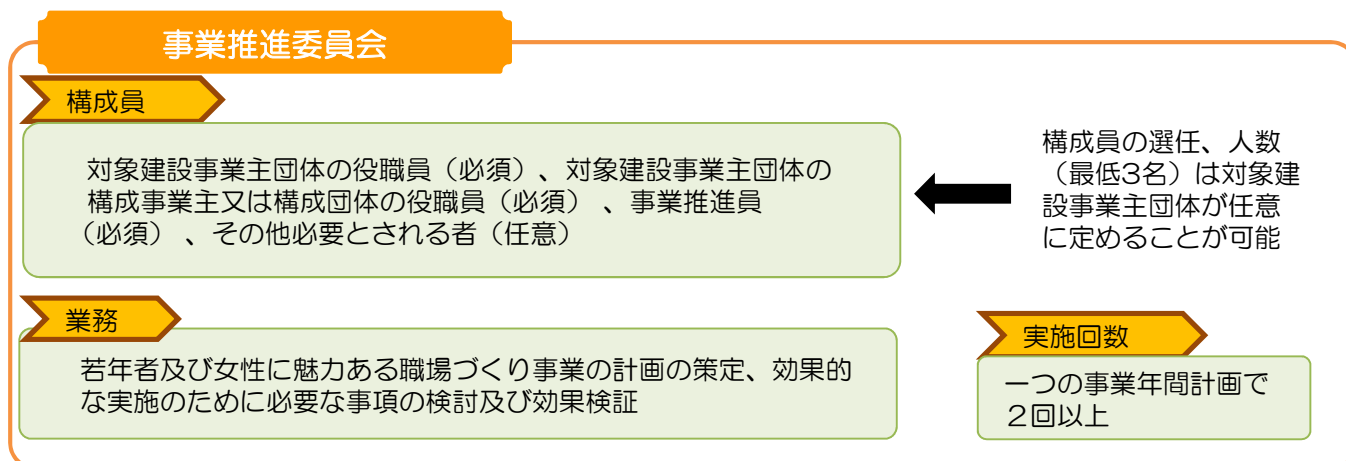 事業推進委員会
構成員
対象建設事業主団体の役職員（必須）、対象建設事業主団体の
構成事業主又は構成団体の役職員（必須） 、事業推進員
（必須） 、その他必要とされる者（任意）
構成員の選任、人数
（最低3名）は対象建
設事業主団体が任意
に定めることが可能
業務
若年者及び女性に魅力ある職場づくり事業の計画の策定、効果的
な実施のために必要な事項の検討及び効果検証
実施回数
一つの事業年間計画で
２回以上